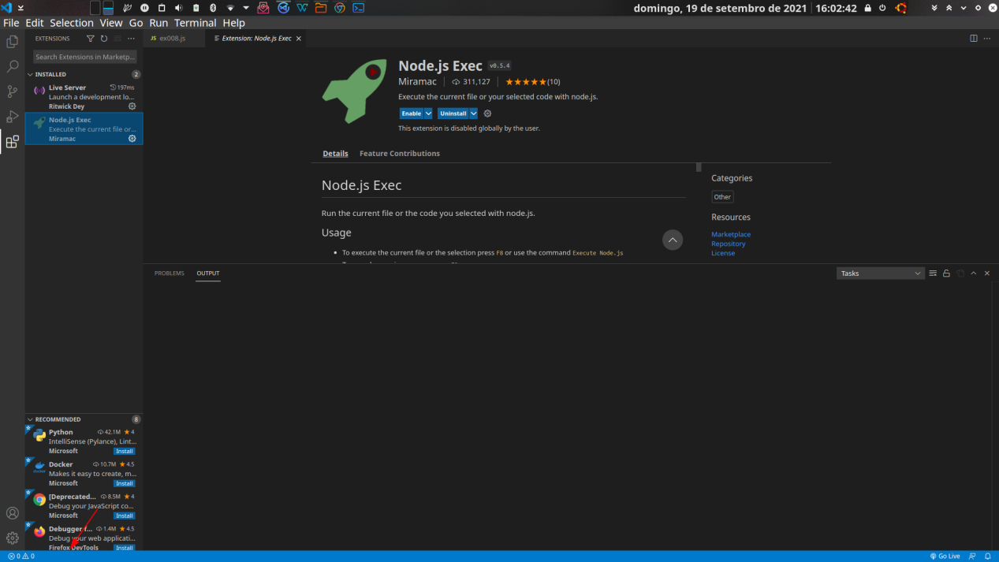 domingo, 19 de setembro de 2021 16:02:42
File Edit Selection View Go Run Terminal Help
EXTENSIONS
Search Extensions in Marketp...
INSTALLED 2
Live Server 197ms
Launch a development lo...
Ritwick Dey
Node.js Exec
Execute the current file or...
Miramac
RECOMMENDED 8
Python 42.1M 4
IntelliSense (Pylance), Lint...
Microsoft Install
Docker 10.7M 4.5
Makes it easy to create, m...
Microsoft Install
[Deprecated... 8.5M 4
Debug your JavaScript co...
Microsoft Install
Debugger f... 1.4M 4.5
Debug your web applicati...
Firefox DevTools Install
JS ex008.js
Extension: Node.js Exec
Node.js Exec v0.5.4
Miramac 311,127 (10)
Execute the current file or your selected code with node.js.
Enable Uninstall
This extension is disabled globally by the user.
Details Feature Contributions
Node.js Exec
Run the current file or the code you selected with node.js.
Usage
• To execute the current file or the selection press F8 or use the command Execute Node.js
Categories
Other
Resources
Marketplace
Repository
License
PROBLEMS OUTPUT
Tasks
0 0
Go Live